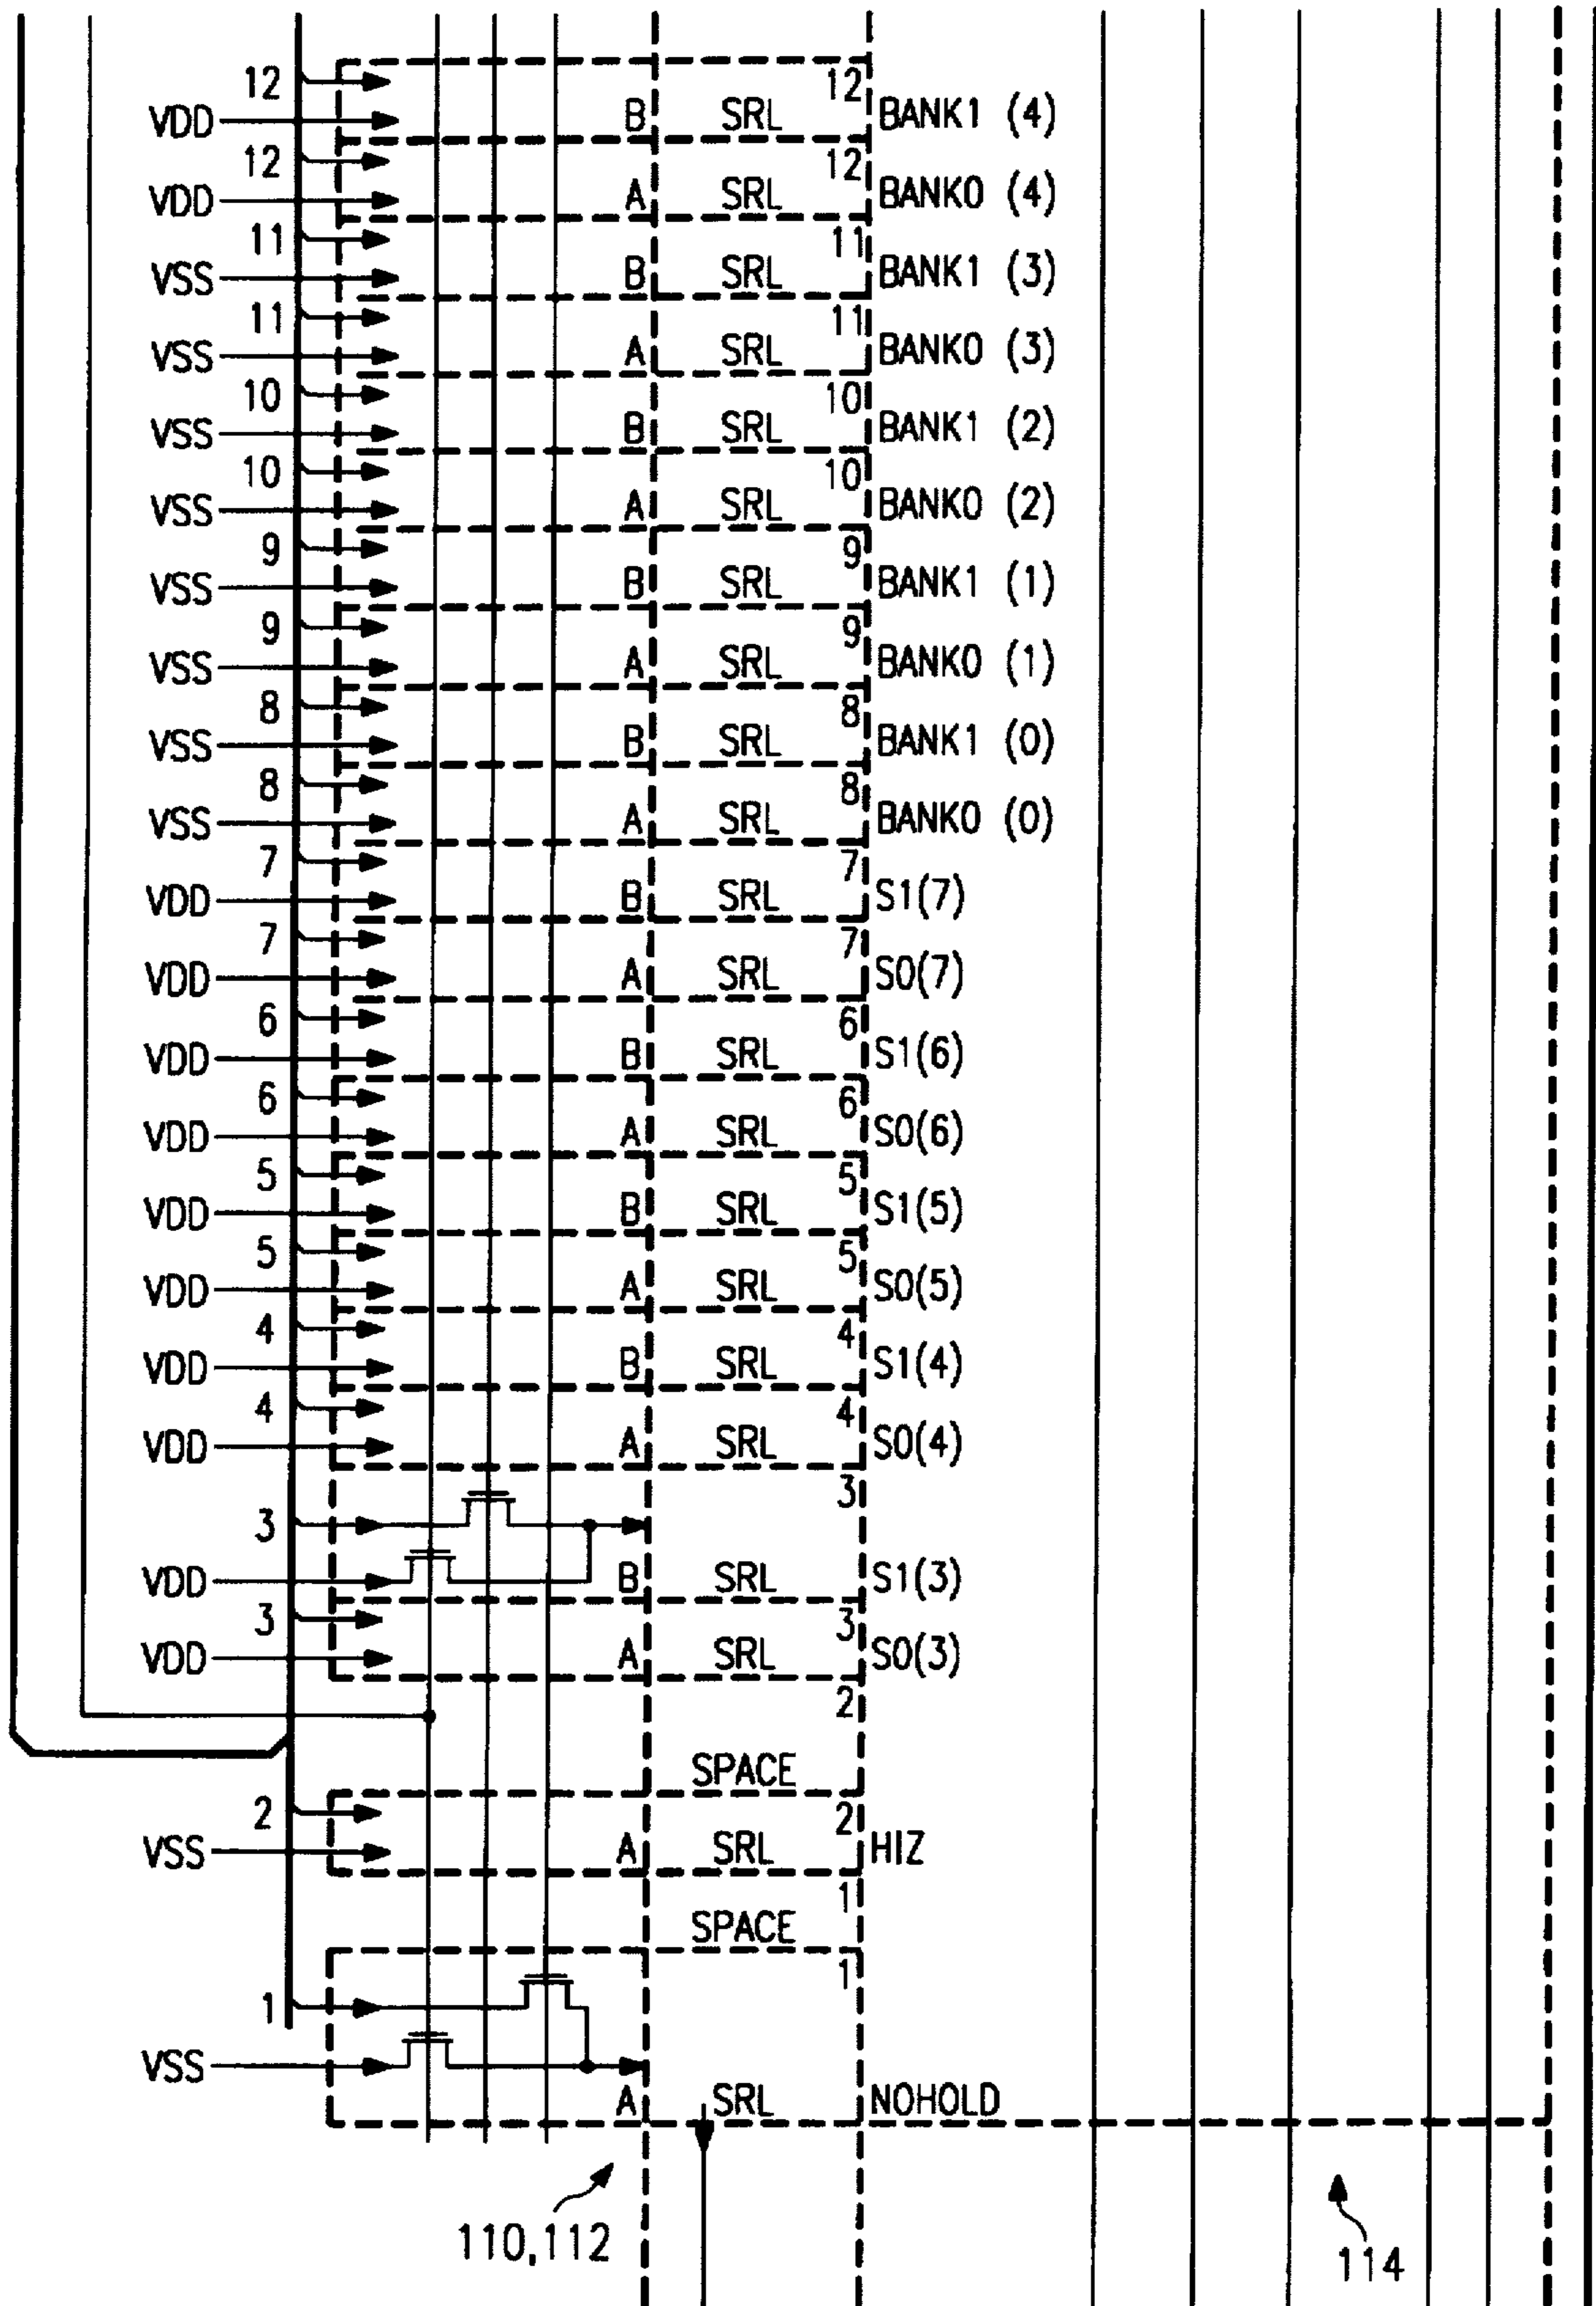 12 12
VDD B SRL BANK1 (4)
12 12
VDD A SRL BANK0 (4)
11 11
VSS B SRL BANK1 (3)
11 11
VSS A SRL BANK0 (3)
10 10
VSS B SRL BANK1 (2)
10 10
VSS A SRL BANK0 (2)
9 9
VSS B SRL BANK1 (1)
9 9
VSS A SRL BANK0 (1)
8 8
VSS B SRL BANK1 (0)
8 8
VSS A SRL BANK0 (0)
7 7
VDD B SRL S1(7)
7 7
VDD A SRL S0(7)
6 6
VDD B SRL S1(6)
6 6
VDD A SRL S0(6)
5 5
VDD B SRL S1(5)
5 5
VDD A SRL S0(5)
4 4
VDD B SRL S1(4)
4 4
VDD A SRL S0(4)
3
3
VDD B SRL S1(3)
3 3
VDD A SRL S0(3)
2
SPACE
2 2
VSS A SRL HIZ
1
SPACE
1
1
VSS
A SRL NOHOLD
110,112
114